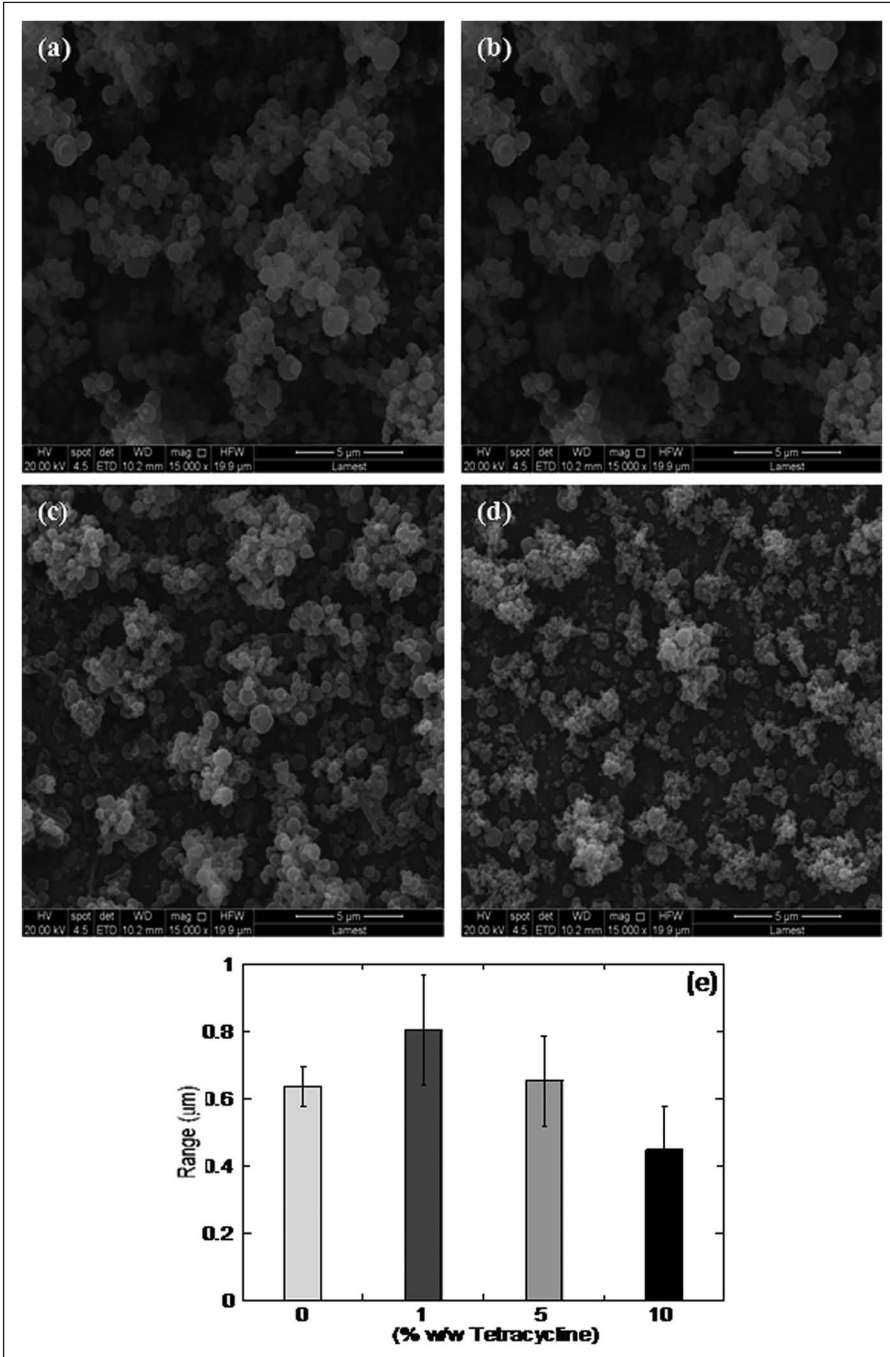 (a)
HV spot det WD mag HFW 5 µm
20.00 kV 4.5 ETD 10.2 mm 15 000 x 19.9 µm Lamest
(b)
HV spot det WD mag HFW 5 µm
20.00 kV 4.5 ETD 10.2 mm 15 000 x 19.9 µm Lamest
(c)
HV spot det WD mag HFW 5 µm
20.00 kV 4.5 ETD 10.2 mm 15 000 x 19.9 µm Lamest
(d)
HV spot det WD mag HFW 5 µm
20.00 kV 4.5 ETD 10.2 mm 15 000 x 19.9 µm Lamest
(e)
Range (µm)
1
0.8
0.6
0.4
0.2
0
0 1 5 10
(% w/w Tetracycline)